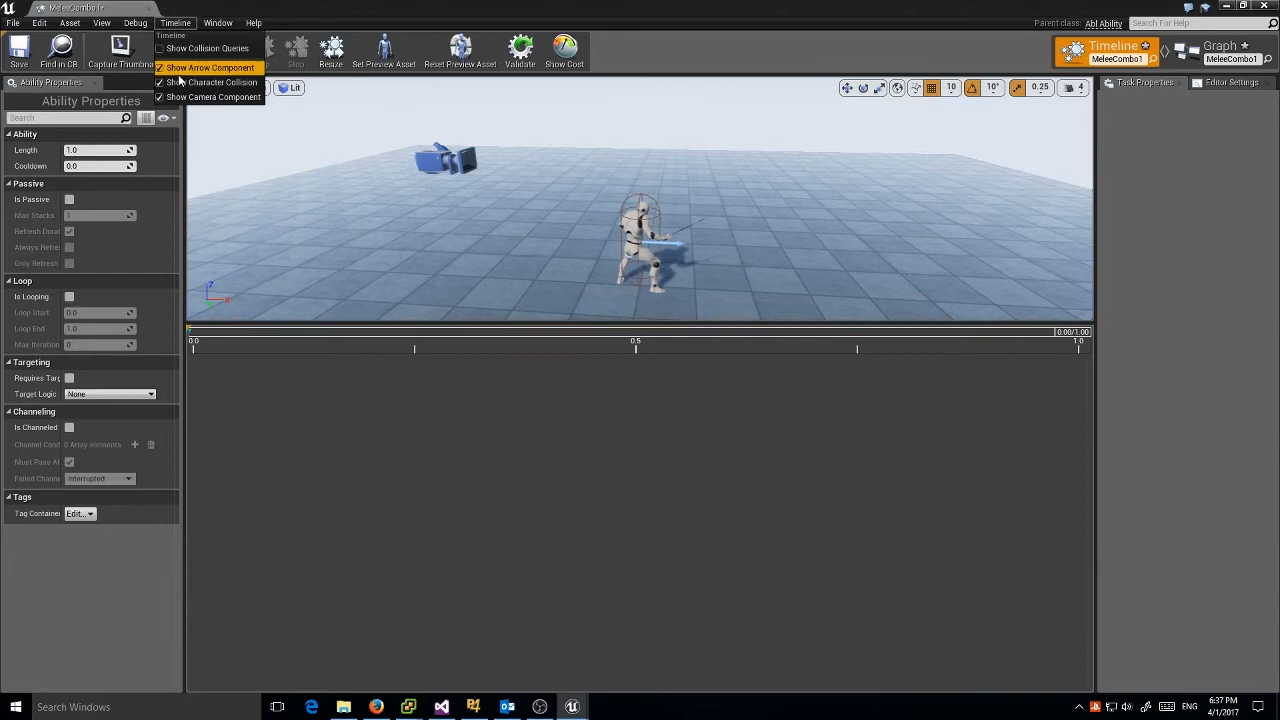 MeleeCombo1*
File Edit Asset View Debug Timeline Window Help
Parent class: Abl Ability Search For Help
Timeline
Show Collision Queries
Show Arrow Component
Show Character Collision
Show Camera Component
Save Find in CB Capture Thumbna Resize Set Preview Asset Validate Show Cost
Timeline MeleeCombo1
Graph MeleeCombo1
Ability Properties
Lit
10 10° 0.25 4
Task Properties Editor Settings
Ability Properties
Search
Ability
Length 1.0
Cooldown 0.0
Passive
Is Passive
Max Stacks 1
Refresh Durat
Always Refre
Only Refresh
Loop
Is Looping
Loop Start 0.0
Loop End 1.0
Max Iteration 0
Targeting
Requires Targ
Target Logic None
Channeling
Is Channeled
Channel Cond 0 Array elements
Must Pass Al
Failed Channe Interrupted
Tags
Tag Container Edit...
Z
X
0.00/1.00
0.0 0.5 1.0
Search Windows
ENG
6:37 PM
4/1/2017